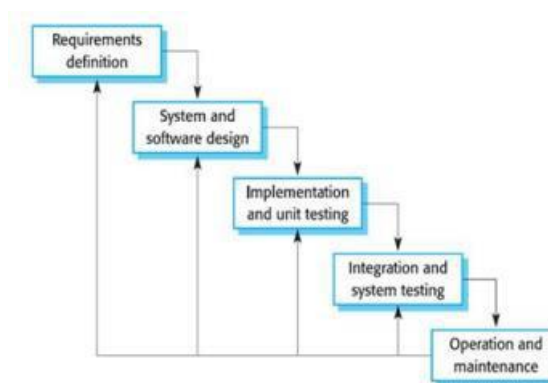 Requirements
definition
System and
software design
Implementation
and unit testing
Integration and
system testing
Operation and
maintenance